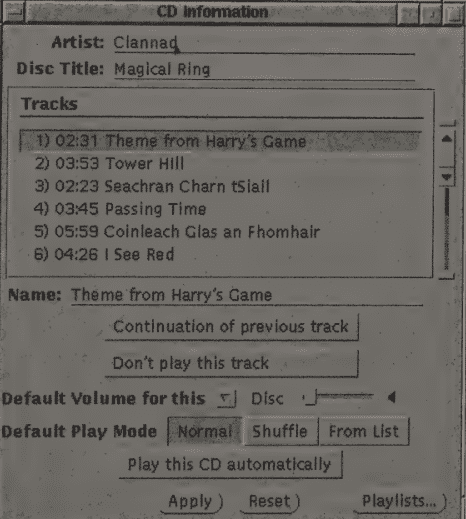 CD Information
Artist: Clannad
Disc Title: Magical Ring
Tracks
1) 02:31 Theme from Harry's Game
2) 03:53 Tower Hill
3) 02:23 Seachran Charn tSiail
4) 03:45 Passing Time
5) 05:59 Coinleach Glas an Fhomhair
6) 04:26 I See Red
Name: Theme from Harry's Game
Continuation of previous track
Don't play this track
Default Volume for this Disc
Default Play Mode Normal Shuffle From List
Play this CD automatically
Apply Reset Playlists...